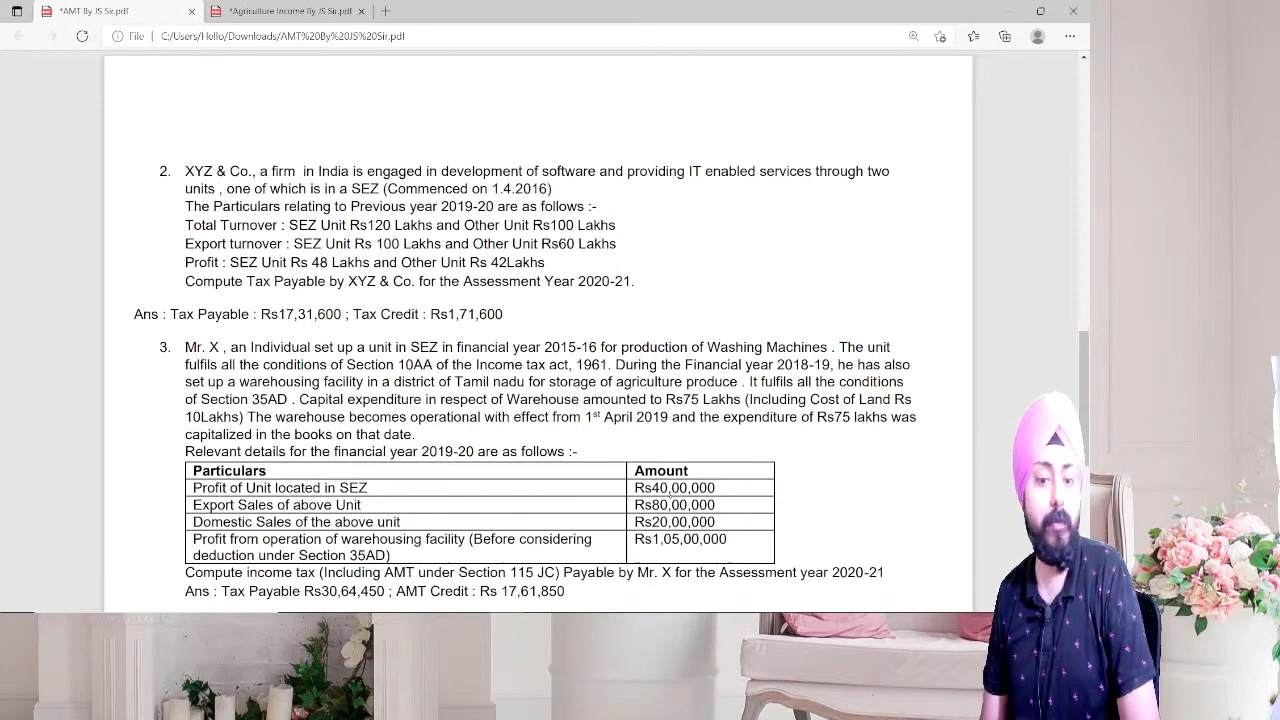 *AMT By JS Sir.pdf
*Agriculture Income By JS Sir.pdf
File
C:/Users/Hello/Downloads/AMT%20By%20JS%20Sir.pdf
2. XYZ & Co., a firm in India is engaged in development of software and providing IT enabled services through two
units , one of which is in a SEZ (Commenced on 1.4.2016)
The Particulars relating to Previous year 2019-20 are as follows :-
Total Turnover : SEZ Unit Rs120 Lakhs and Other Unit Rs100 Lakhs
Export turnover : SEZ Unit Rs 100 Lakhs and Other Unit Rs60 Lakhs
Profit : SEZ Unit Rs 48 Lakhs and Other Unit Rs 42Lakhs
Compute Tax Payable by XYZ & Co. for the Assessment Year 2020-21.
Ans : Tax Payable : Rs17,31,600 ; Tax Credit : Rs1,71,600
3. Mr. X , an Individual set up a unit in SEZ in financial year 2015-16 for production of Washing Machines . The unit
fulfils all the conditions of Section 10AA of the Income tax act, 1961. During the Financial year 2018-19, he has also
set up a warehousing facility in a district of Tamil nadu for storage of agriculture produce . It fulfils all the conditions
of Section 35AD . Capital expenditure in respect of Warehouse amounted to Rs75 Lakhs (Including Cost of Land Rs
10Lakhs) The warehouse becomes operational with effect from 1st April 2019 and the expenditure of Rs75 lakhs was
capitalized in the books on that date.
Relevant details for the financial year 2019-20 are as follows :-
Particulars Amount
Profit of Unit located in SEZ Rs40,00,000
Export Sales of above Unit Rs80,00,000
Domestic Sales of the above unit Rs20,00,000
Profit from operation of warehousing facility (Before considering Rs1,05,00,000
deduction under Section 35AD)
Compute income tax (Including AMT under Section 115 JC) Payable by Mr. X for the Assessment year 2020-21
Ans : Tax Payable Rs30,64,450 ; AMT Credit : Rs 17,61,850